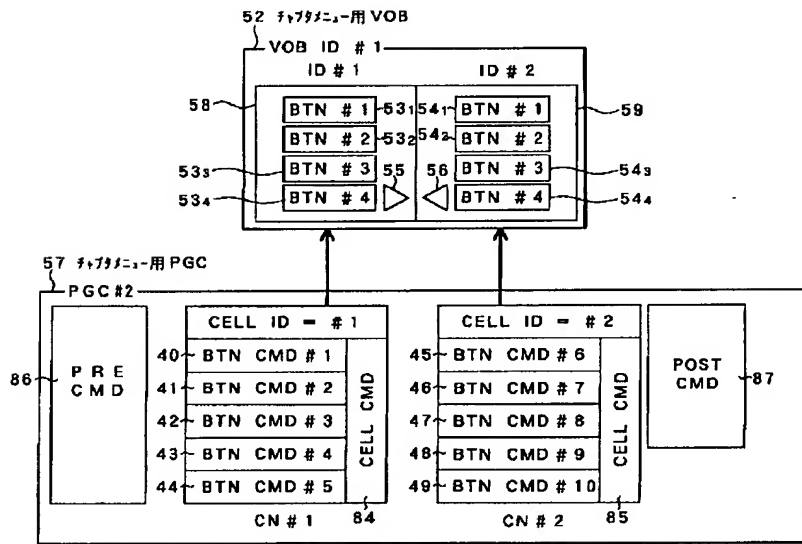 52 チャプタメニュー用 VOB
VOB ID # 1
ID # 1 ID # 2
58 BTN # 1 53₁ 54₁ BTN # 1 59
BTN # 2 53₂ 54₂ BTN # 2
53₃ BTN # 3 55 56 BTN # 3 54₃
53₄ BTN # 4 BTN # 4 54₄
57 チャプタメニュー用 PGC
PGC #2
CELL ID = # 1 CELL ID = # 2
86 PRE CMD
40 BTN CMD # 1
41 BTN CMD # 2
42 BTN CMD # 3
43 BTN CMD # 4
44 BTN CMD # 5
CELL CMD
84
CN # 1
45 BTN CMD # 6
46 BTN CMD # 7
47 BTN CMD # 8
48 BTN CMD # 9
49 BTN CMD # 10
CELL CMD
85
CN # 2
POST CMD 87